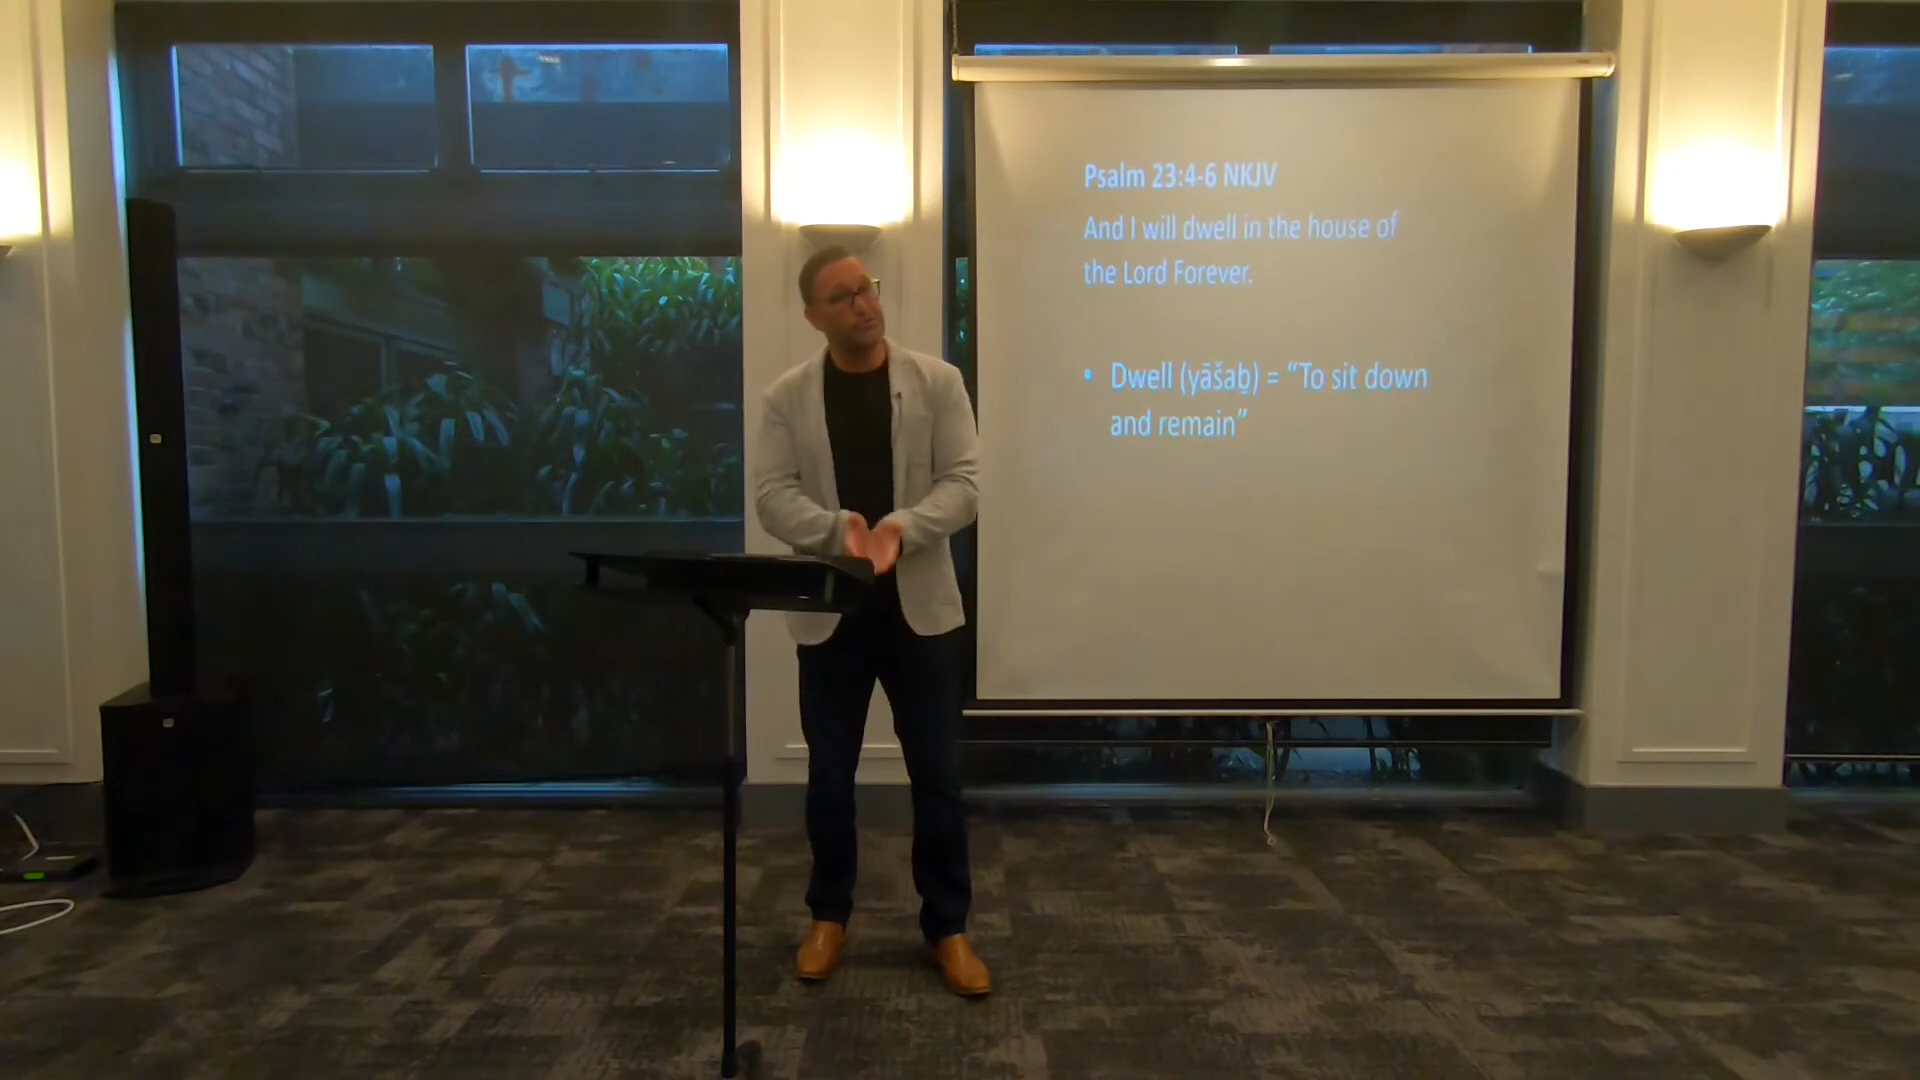 Psalm 23:4-6 NKJV
And I will dwell in the house of
the Lord Forever.
• Dwell (yāšaḇ) = “To sit down
and remain”